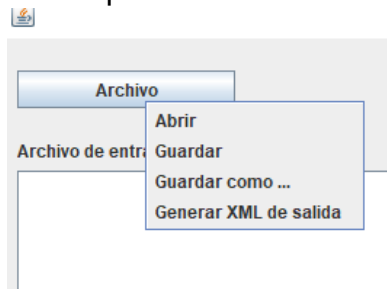 Archivo
Abrir
Archivo de entra
Guardar
Guardar como ...
Generar XML de salida